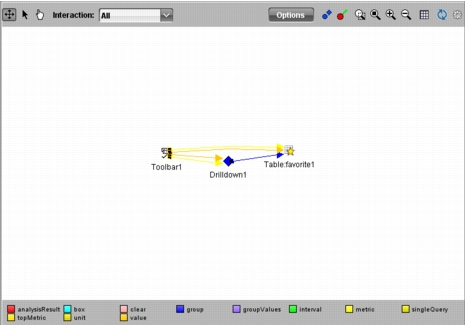 Interaction: All Options
Toolbar1
Drilldown1
Table:favorite1
analysisResult box clear group groupValues interval metric singleQuery
topMetric unit value